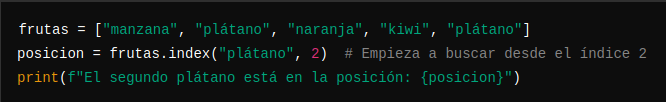 frutas = ["manzana", "plátano", "naranja", "kiwi", "plátano"]
posicion = frutas.index("plátano", 2)  # Empieza a buscar desde el índice 2
print(f"El segundo plátano está en la posición: {posicion}")